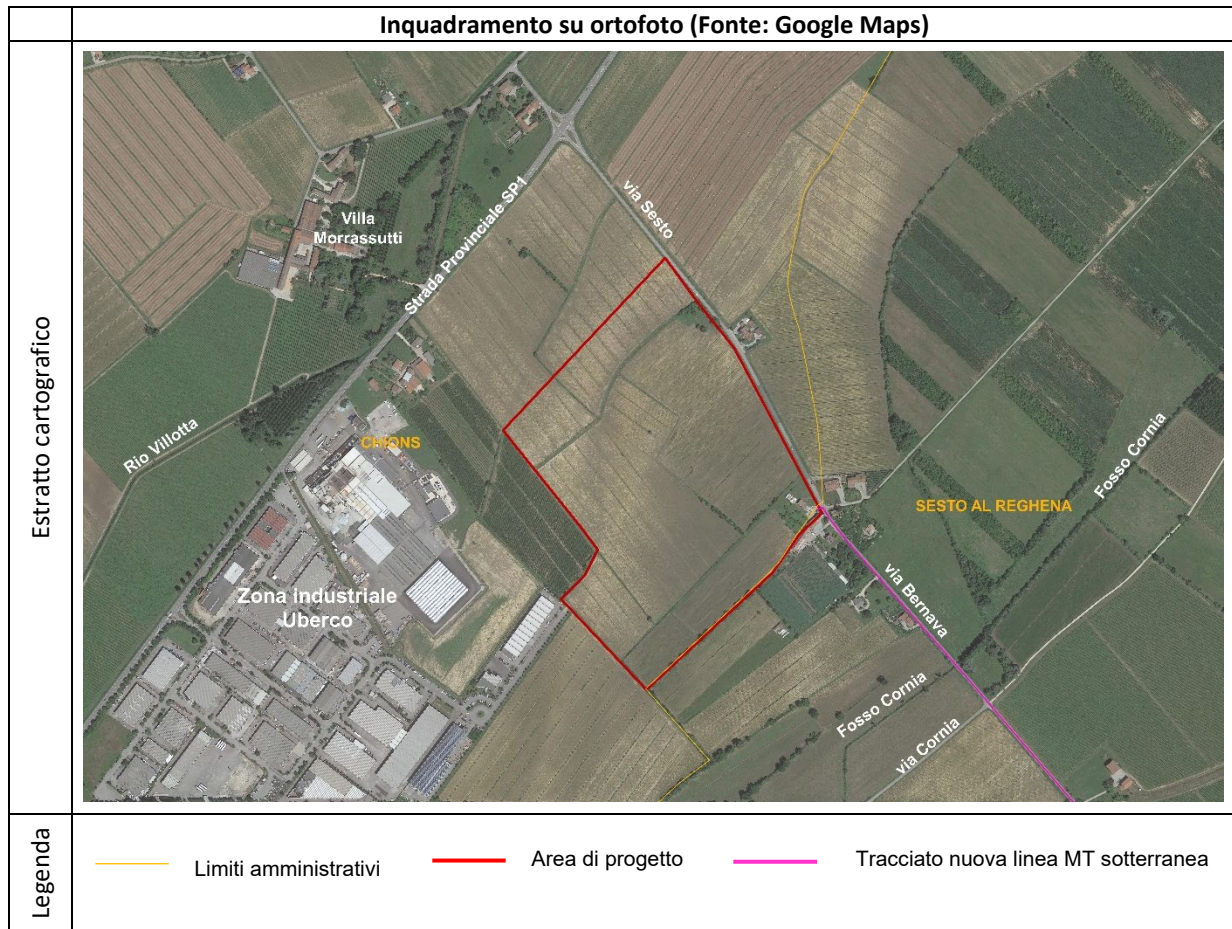 Inquadramento su ortofoto (Fonte: Google Maps)
Estratto cartografico
via Sesto
Strada Provinciale SP1
Villa
Morrassutti
Rio Villotta
CHIONS
Fosso Cornia
SESTO AL REGHENA
Zona industriale
Uberco
via Bernava
Fosso Cornia
via Cornia
Legenda
Limiti amministrativi
Area di progetto
Tracciato nuova linea MT sotterranea